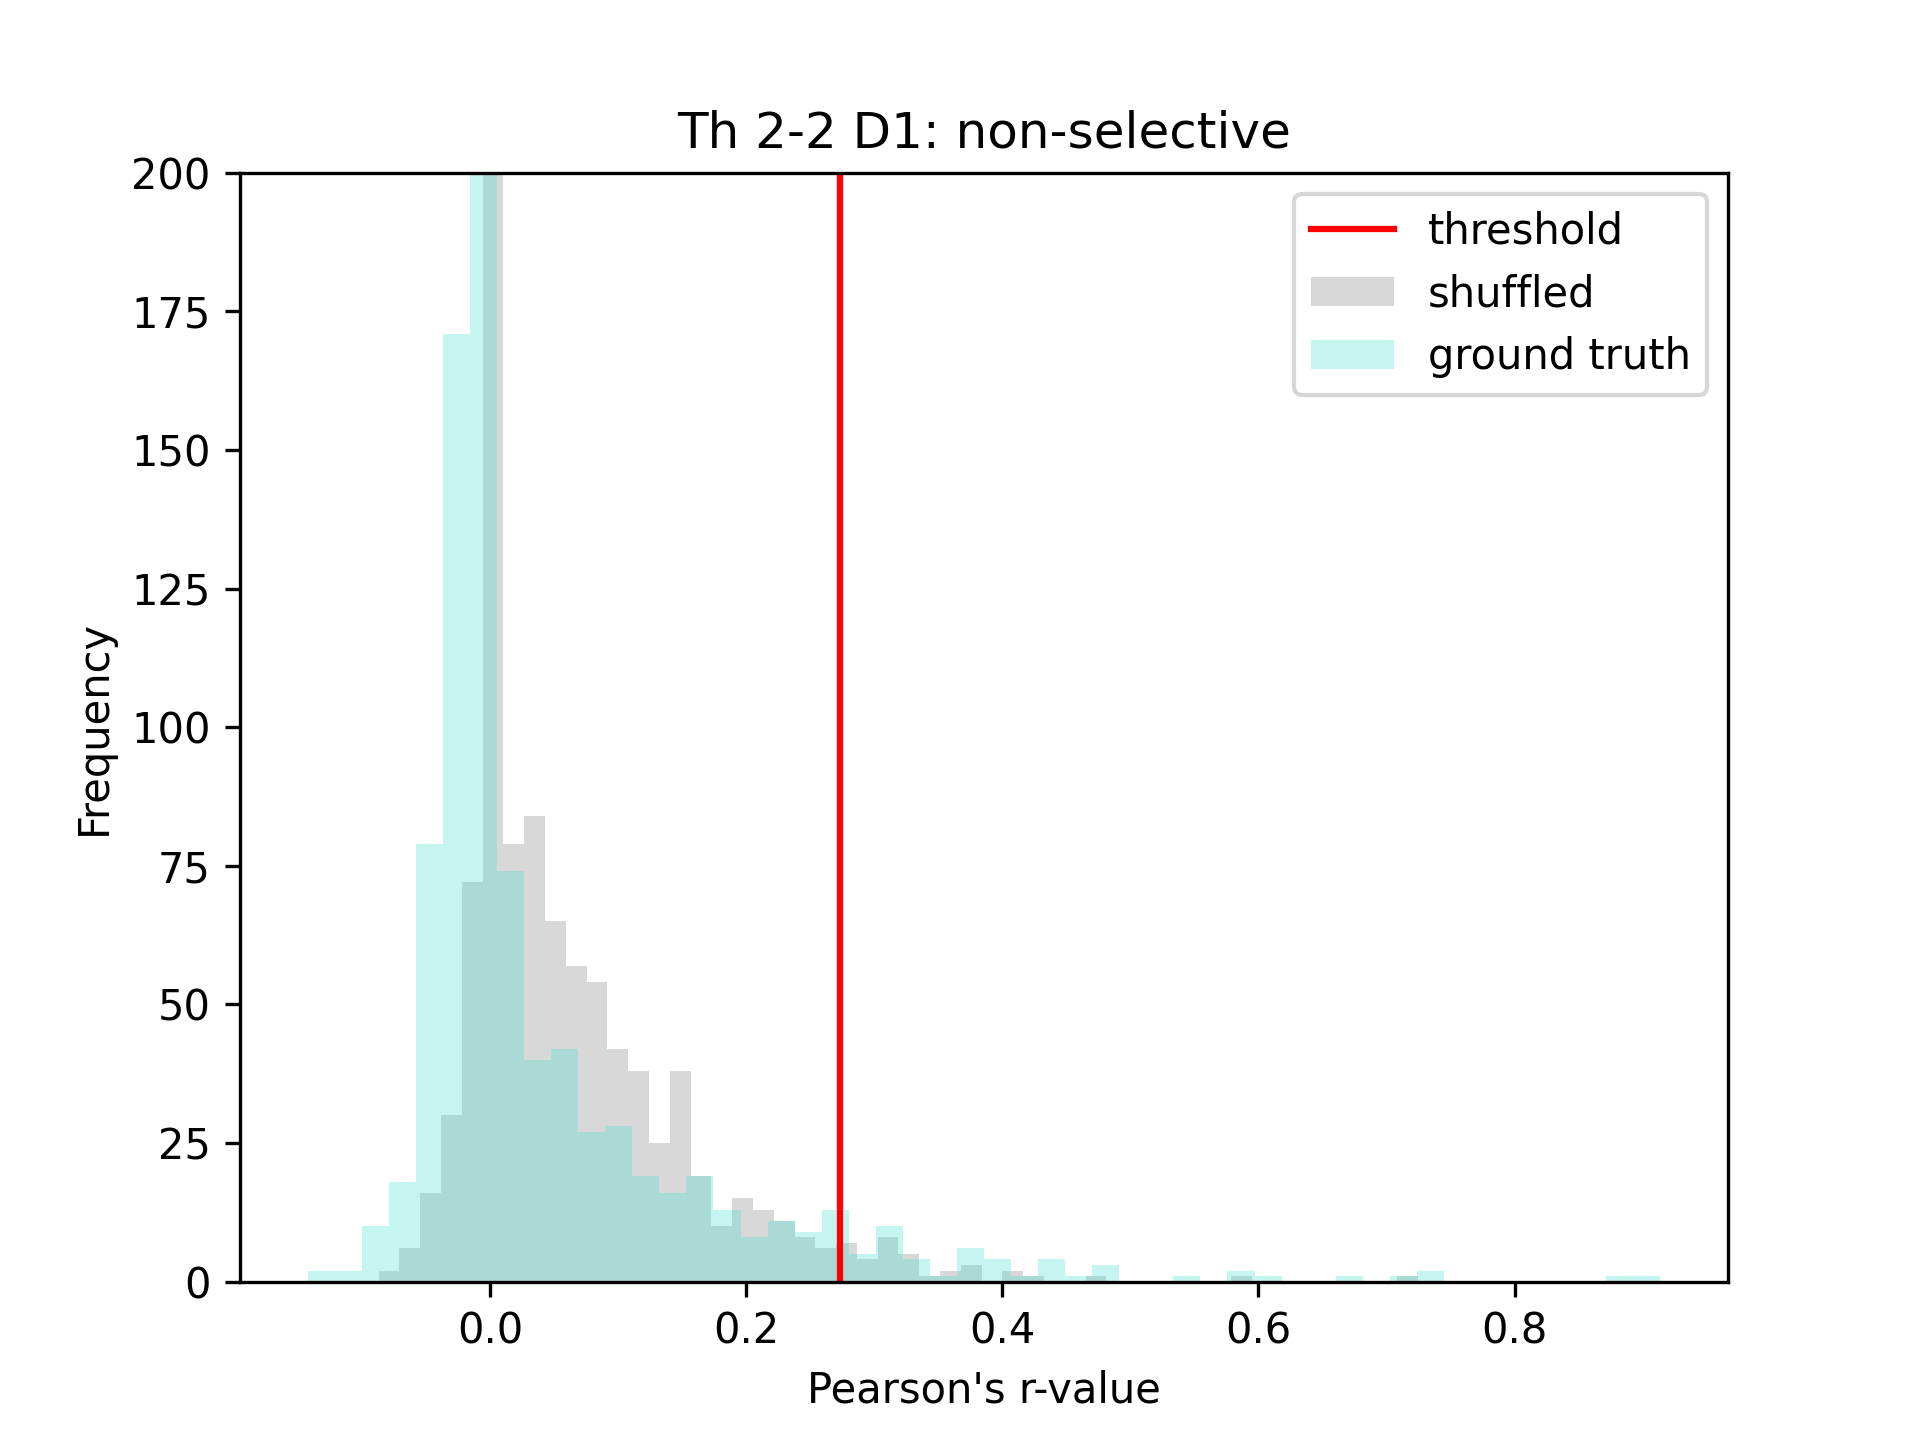 Th 2-2 D1: non-selective
200
175
150
125
100
75
50
25
0
Frequency
threshold
shuffled
ground truth
0.0 0.2 0.4 0.6 0.8
Pearson's r-value